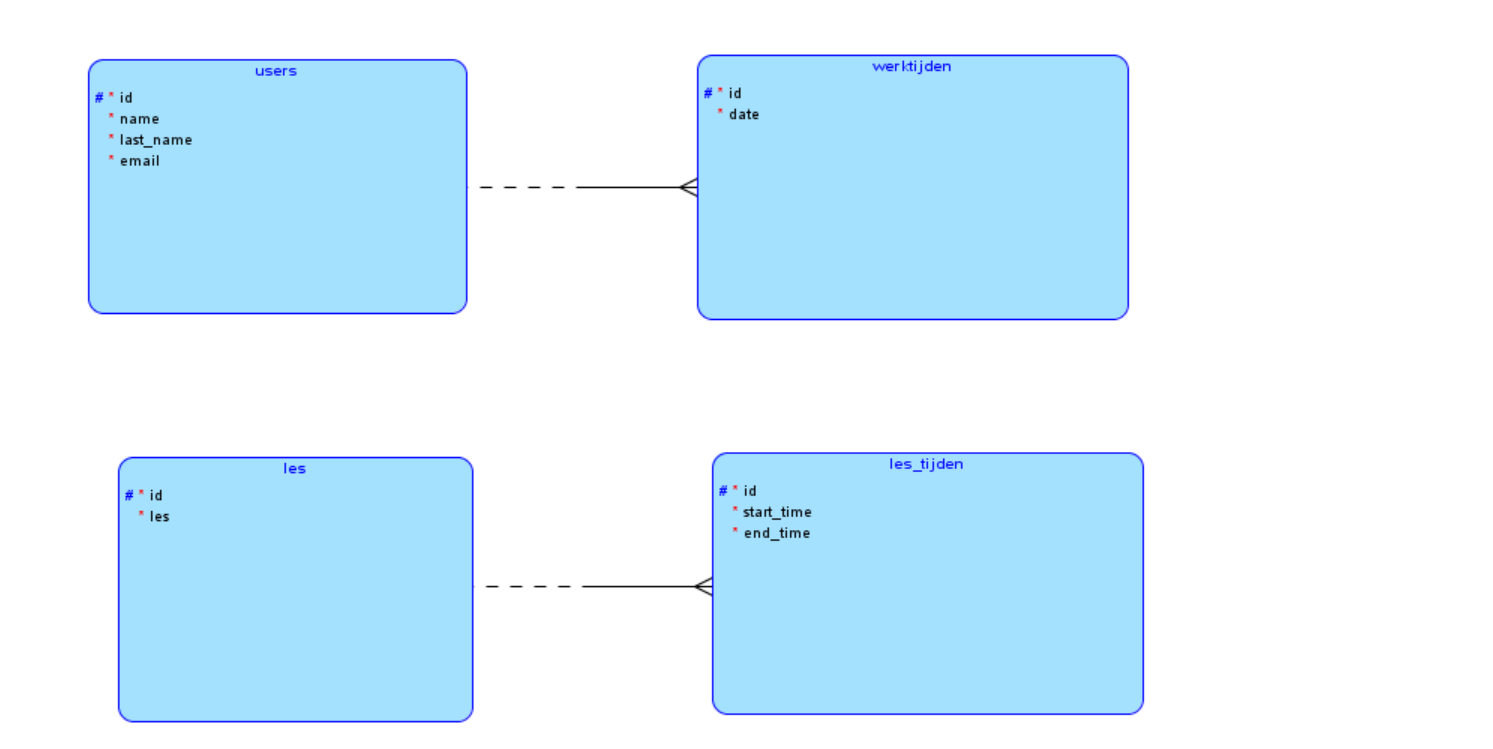 users
# * id
* name
* last_name
* email
werktijden
# * id
* date
les
# * id
* les
les_tijden
# * id
* start_time
* end_time